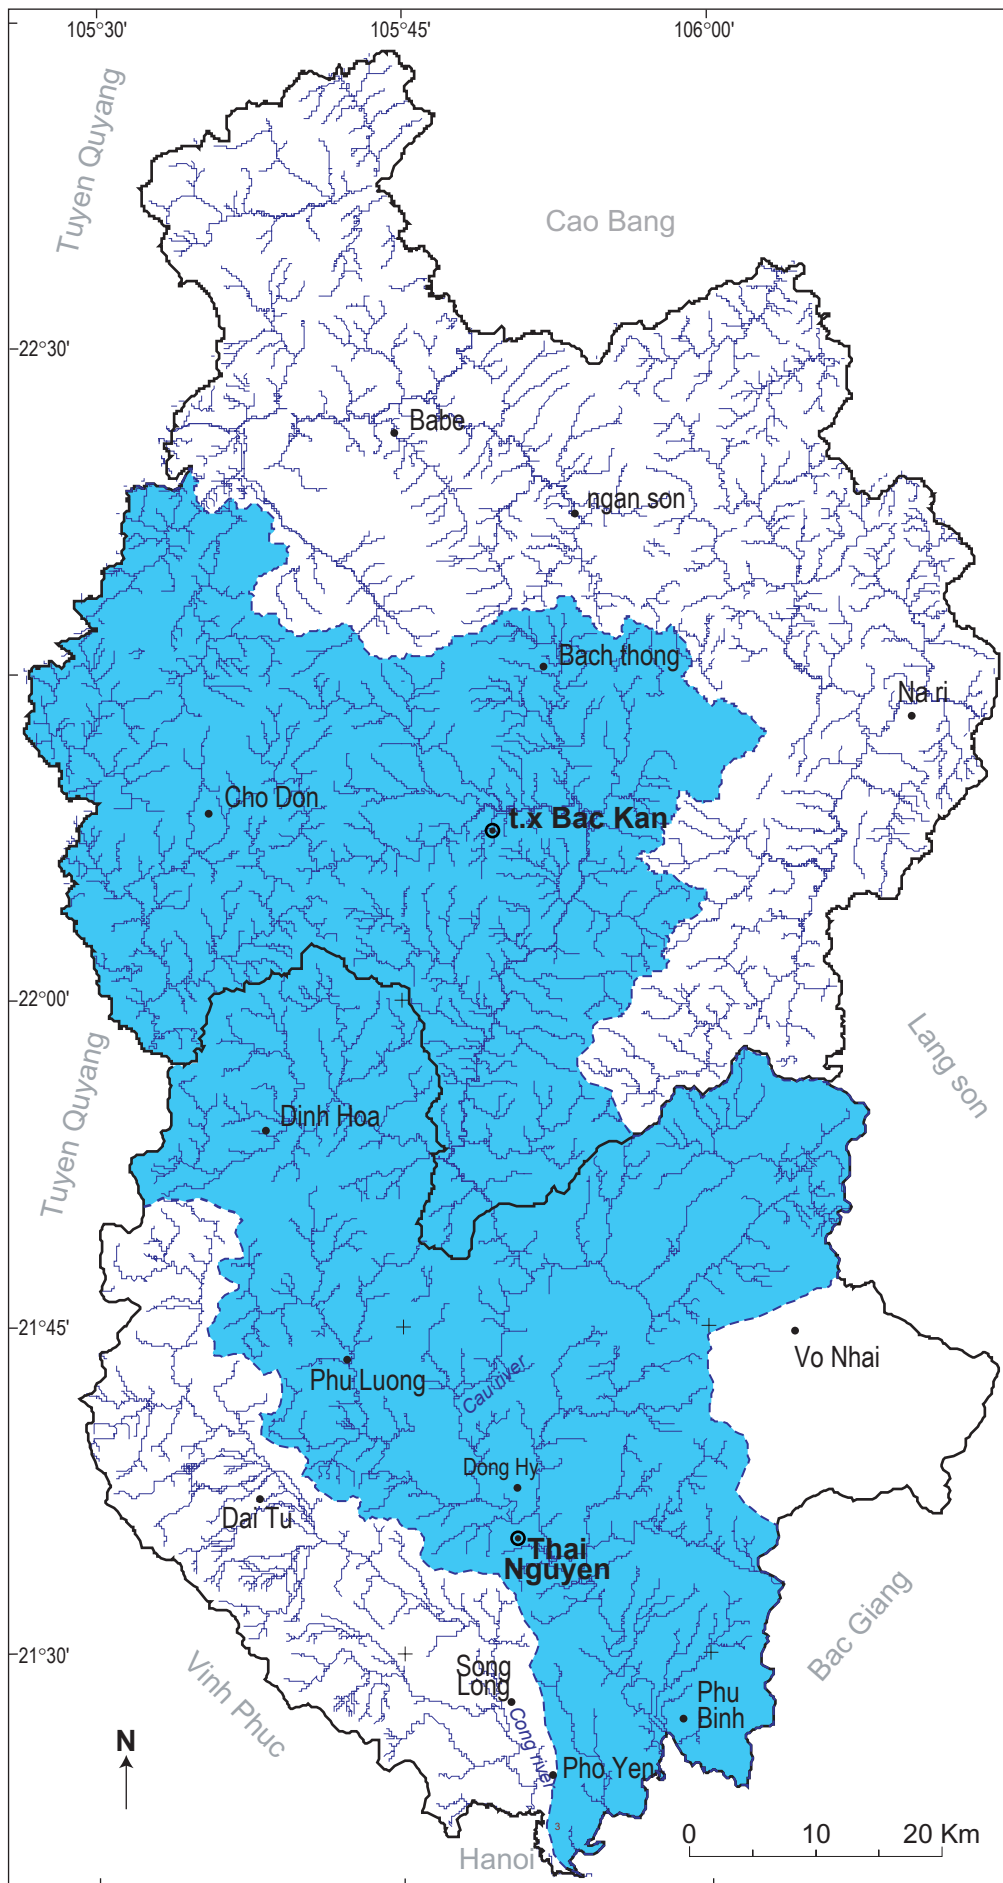 105°30'
105°45'
106°00'
Tuyen Quyang
Cao Bang
22°30'
Babe
ngan son
Bach thong
Na ri
Cho Don
t.x Bac Kan
22°00'
Lang son
Tuyen Quyang
Dinh Hoa
21°45'
Vo Nhai
Phu Luong
Cau river
Dong Hy
Dai Tu
Thai
Nguyen
Bac Giang
21°30'
Song
Long
Vinh Phuc
Phu
Binh
Cong river
N
Pho Yen
3
0 10 20 Km
Hanoi